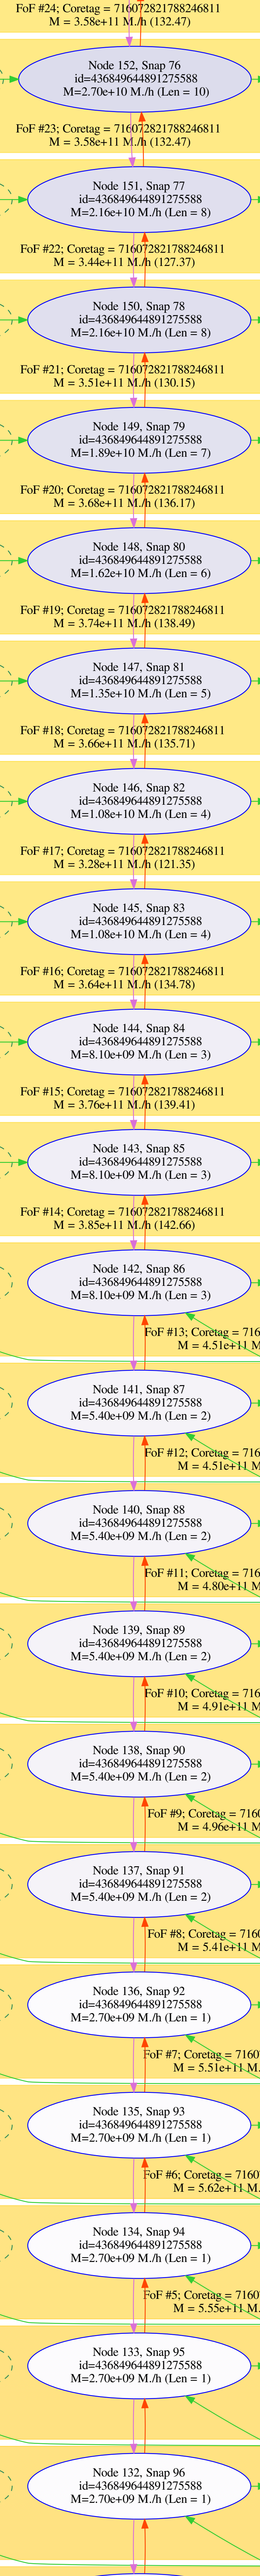 FoF #24; Coretag = 716072821788246811
M = 3.58e+11 M./h (132.47)
Node 152, Snap 76
id=436849644891275588
M=2.70e+10 M./h (Len = 10)
FoF #23; Coretag = 716072821788246811
M = 3.58e+11 M./h (132.47)
Node 151, Snap 77
id=436849644891275588
M=2.16e+10 M./h (Len = 8)
FoF #22; Coretag = 716072821788246811
M = 3.44e+11 M./h (127.37)
Node 150, Snap 78
id=436849644891275588
M=2.16e+10 M./h (Len = 8)
FoF #21; Coretag = 716072821788246811
M = 3.51e+11 M./h (130.15)
Node 149, Snap 79
id=436849644891275588
M=1.89e+10 M./h (Len = 7)
FoF #20; Coretag = 716072821788246811
M = 3.68e+11 M./h (136.17)
Node 148, Snap 80
id=436849644891275588
M=1.62e+10 M./h (Len = 6)
FoF #19; Coretag = 716072821788246811
M = 3.74e+11 M./h (138.49)
Node 147, Snap 81
id=436849644891275588
M=1.35e+10 M./h (Len = 5)
FoF #18; Coretag = 716072821788246811
M = 3.66e+11 M./h (135.71)
Node 146, Snap 82
id=436849644891275588
M=1.08e+10 M./h (Len = 4)
FoF #17; Coretag = 716072821788246811
M = 3.28e+11 M./h (121.35)
Node 145, Snap 83
id=436849644891275588
M=1.08e+10 M./h (Len = 4)
FoF #16; Coretag = 716072821788246811
M = 3.64e+11 M./h (134.78)
Node 144, Snap 84
id=436849644891275588
M=8.10e+09 M./h (Len = 3)
FoF #15; Coretag = 716072821788246811
M = 3.76e+11 M./h (139.41)
Node 143, Snap 85
id=436849644891275588
M=8.10e+09 M./h (Len = 3)
FoF #14; Coretag = 716072821788246811
M = 3.85e+11 M./h (142.66)
Node 142, Snap 86
id=436849644891275588
M=8.10e+09 M./h (Len = 3)
FoF #13; Coretag = 716
M = 4.51e+11 M
Node 141, Snap 87
id=436849644891275588
M=5.40e+09 M./h (Len = 2)
FoF #12; Coretag = 716
M = 4.51e+11 M
Node 140, Snap 88
id=436849644891275588
M=5.40e+09 M./h (Len = 2)
FoF #11; Coretag = 716
M = 4.80e+11 M
Node 139, Snap 89
id=436849644891275588
M=5.40e+09 M./h (Len = 2)
FoF #10; Coretag = 716
M = 4.91e+11 M
Node 138, Snap 90
id=436849644891275588
M=5.40e+09 M./h (Len = 2)
FoF #9; Coretag = 7160
M = 4.96e+11 M
Node 137, Snap 91
id=436849644891275588
M=5.40e+09 M./h (Len = 2)
FoF #8; Coretag = 7160
M = 5.41e+11 M
Node 136, Snap 92
id=436849644891275588
M=2.70e+09 M./h (Len = 1)
FoF #7; Coretag = 7160
M = 5.51e+11 M.
Node 135, Snap 93
id=436849644891275588
M=2.70e+09 M./h (Len = 1)
FoF #6; Coretag = 7160
M = 5.62e+11 M.
Node 134, Snap 94
id=436849644891275588
M=2.70e+09 M./h (Len = 1)
FoF #5; Coretag = 7160
M = 5.55e+11 M.
Node 133, Snap 95
id=436849644891275588
M=2.70e+09 M./h (Len = 1)
Node 132, Snap 96
id=436849644891275588
M=2.70e+09 M./h (Len = 1)